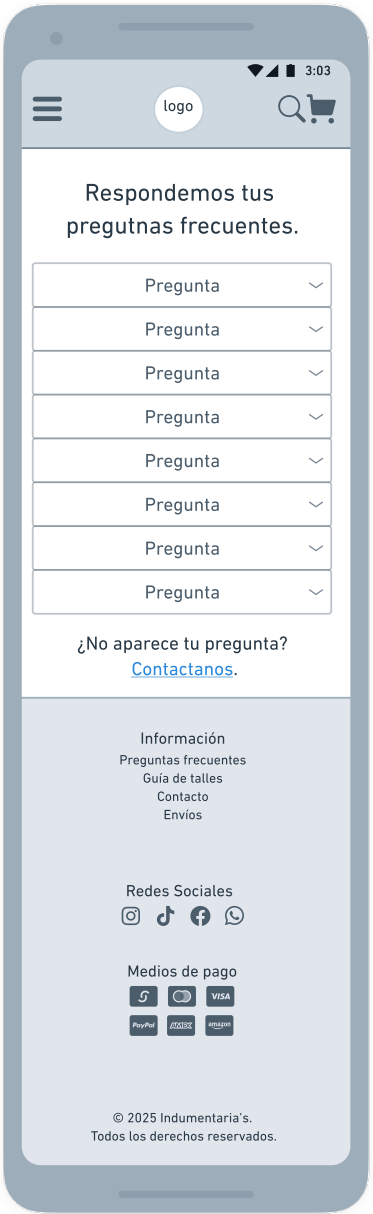 3:03
logo
Respondemos tus
pregutnas frecuentes.
Pregunta
Pregunta
Pregunta
Pregunta
Pregunta
Pregunta
Pregunta
Pregunta
¿No aparece tu pregunta?
Contactanos.
Información
Preguntas frecuentes
Guía de talles
Contacto
Envíos
Redes Sociales
Medios de pago
VISA
PayPal AMEX amazon
© 2025 Indumentaria's.
Todos los derechos reservados.